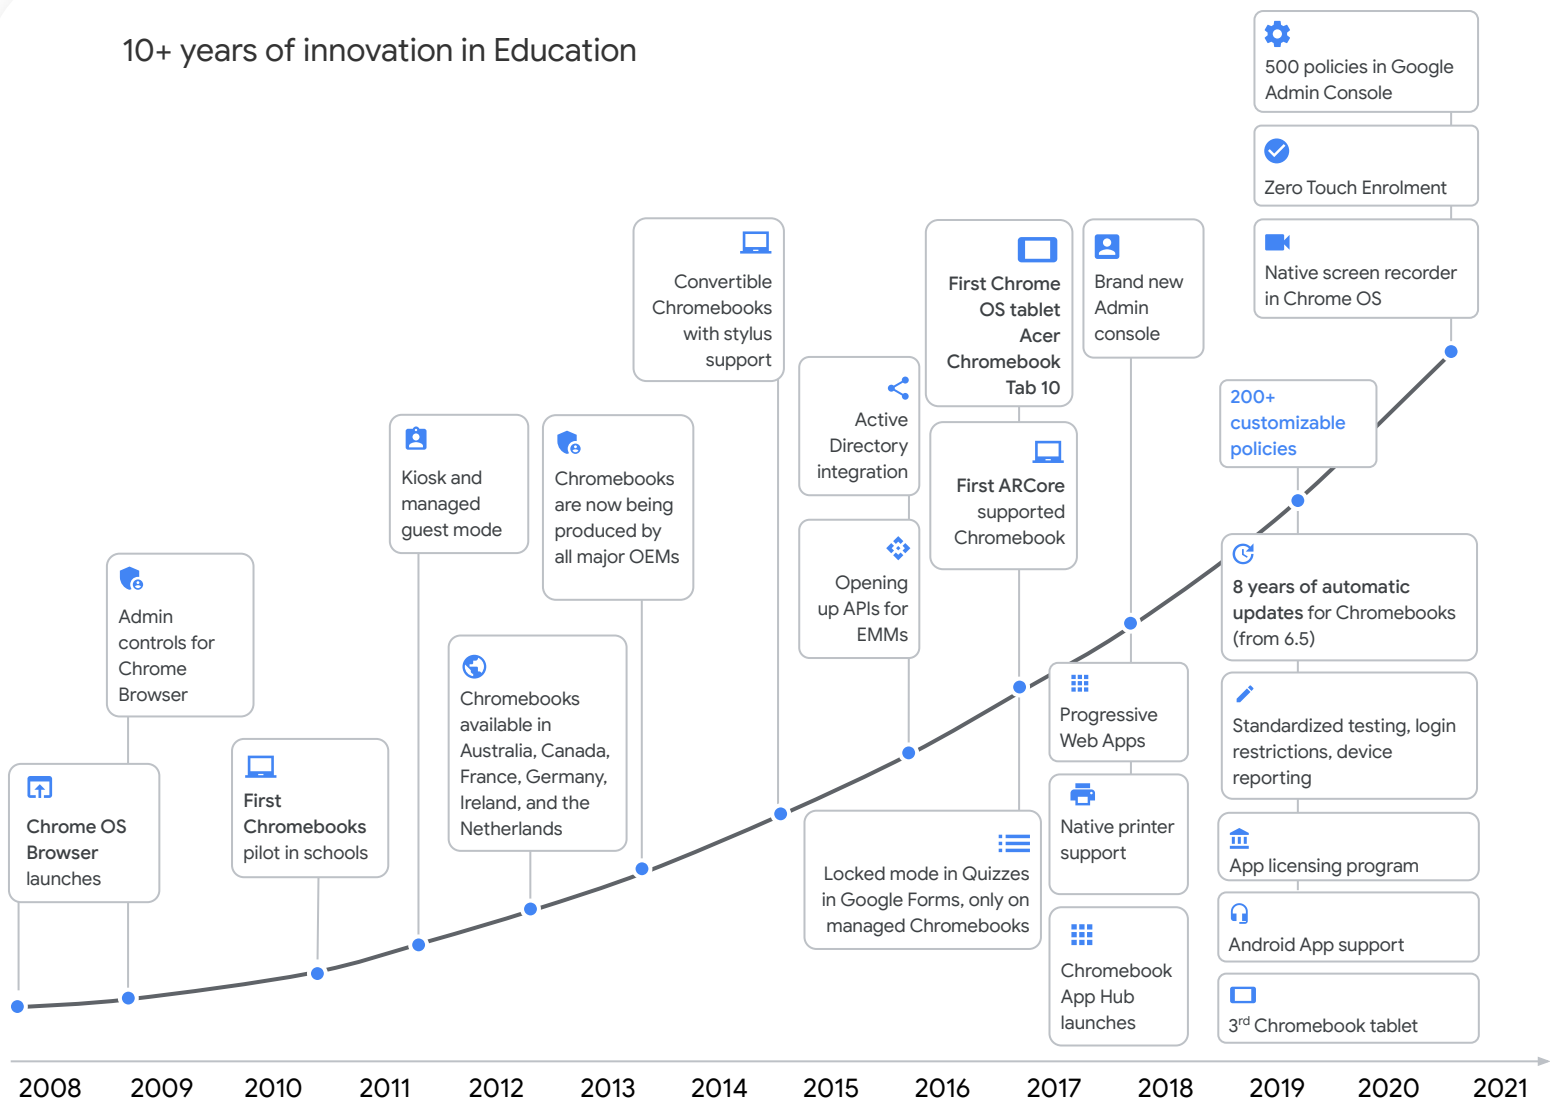 10+ years of innovation in Education
500 policies in Google
Admin Console
Zero Touch Enrolment
Native screen recorder
in Chrome OS
Convertible
Chromebooks
with stylus
support
First Chrome
OS tablet
Acer
Chromebook
Tab 10
Brand new
Admin
console
Active
Directory
integration
200+
customizable
policies
Kiosk and
managed
guest mode
Chromebooks
are now being
produced by
all major OEMs
First ARCore
supported
Chromebook
Opening
up APIs for
EMMs
Admin
controls for
Chrome
Browser
8 years of automatic
updates for Chromebooks
(from 6.5)
Chromebooks
available in
Australia, Canada,
France, Germany,
Ireland, and the
Netherlands
Progressive
Web Apps
Standardized testing, login
restrictions, device
reporting
Chrome OS
Browser
launches
First
Chromebooks
pilot in schools
Native printer
support
Locked mode in Quizzes
in Google Forms, only on
managed Chromebooks
App licensing program
Android App support
Chromebook
App Hub
launches
3rd Chromebook tablet
2008 2009 2010 2011 2012 2013 2014 2015 2016 2017 2018 2019 2020 2021